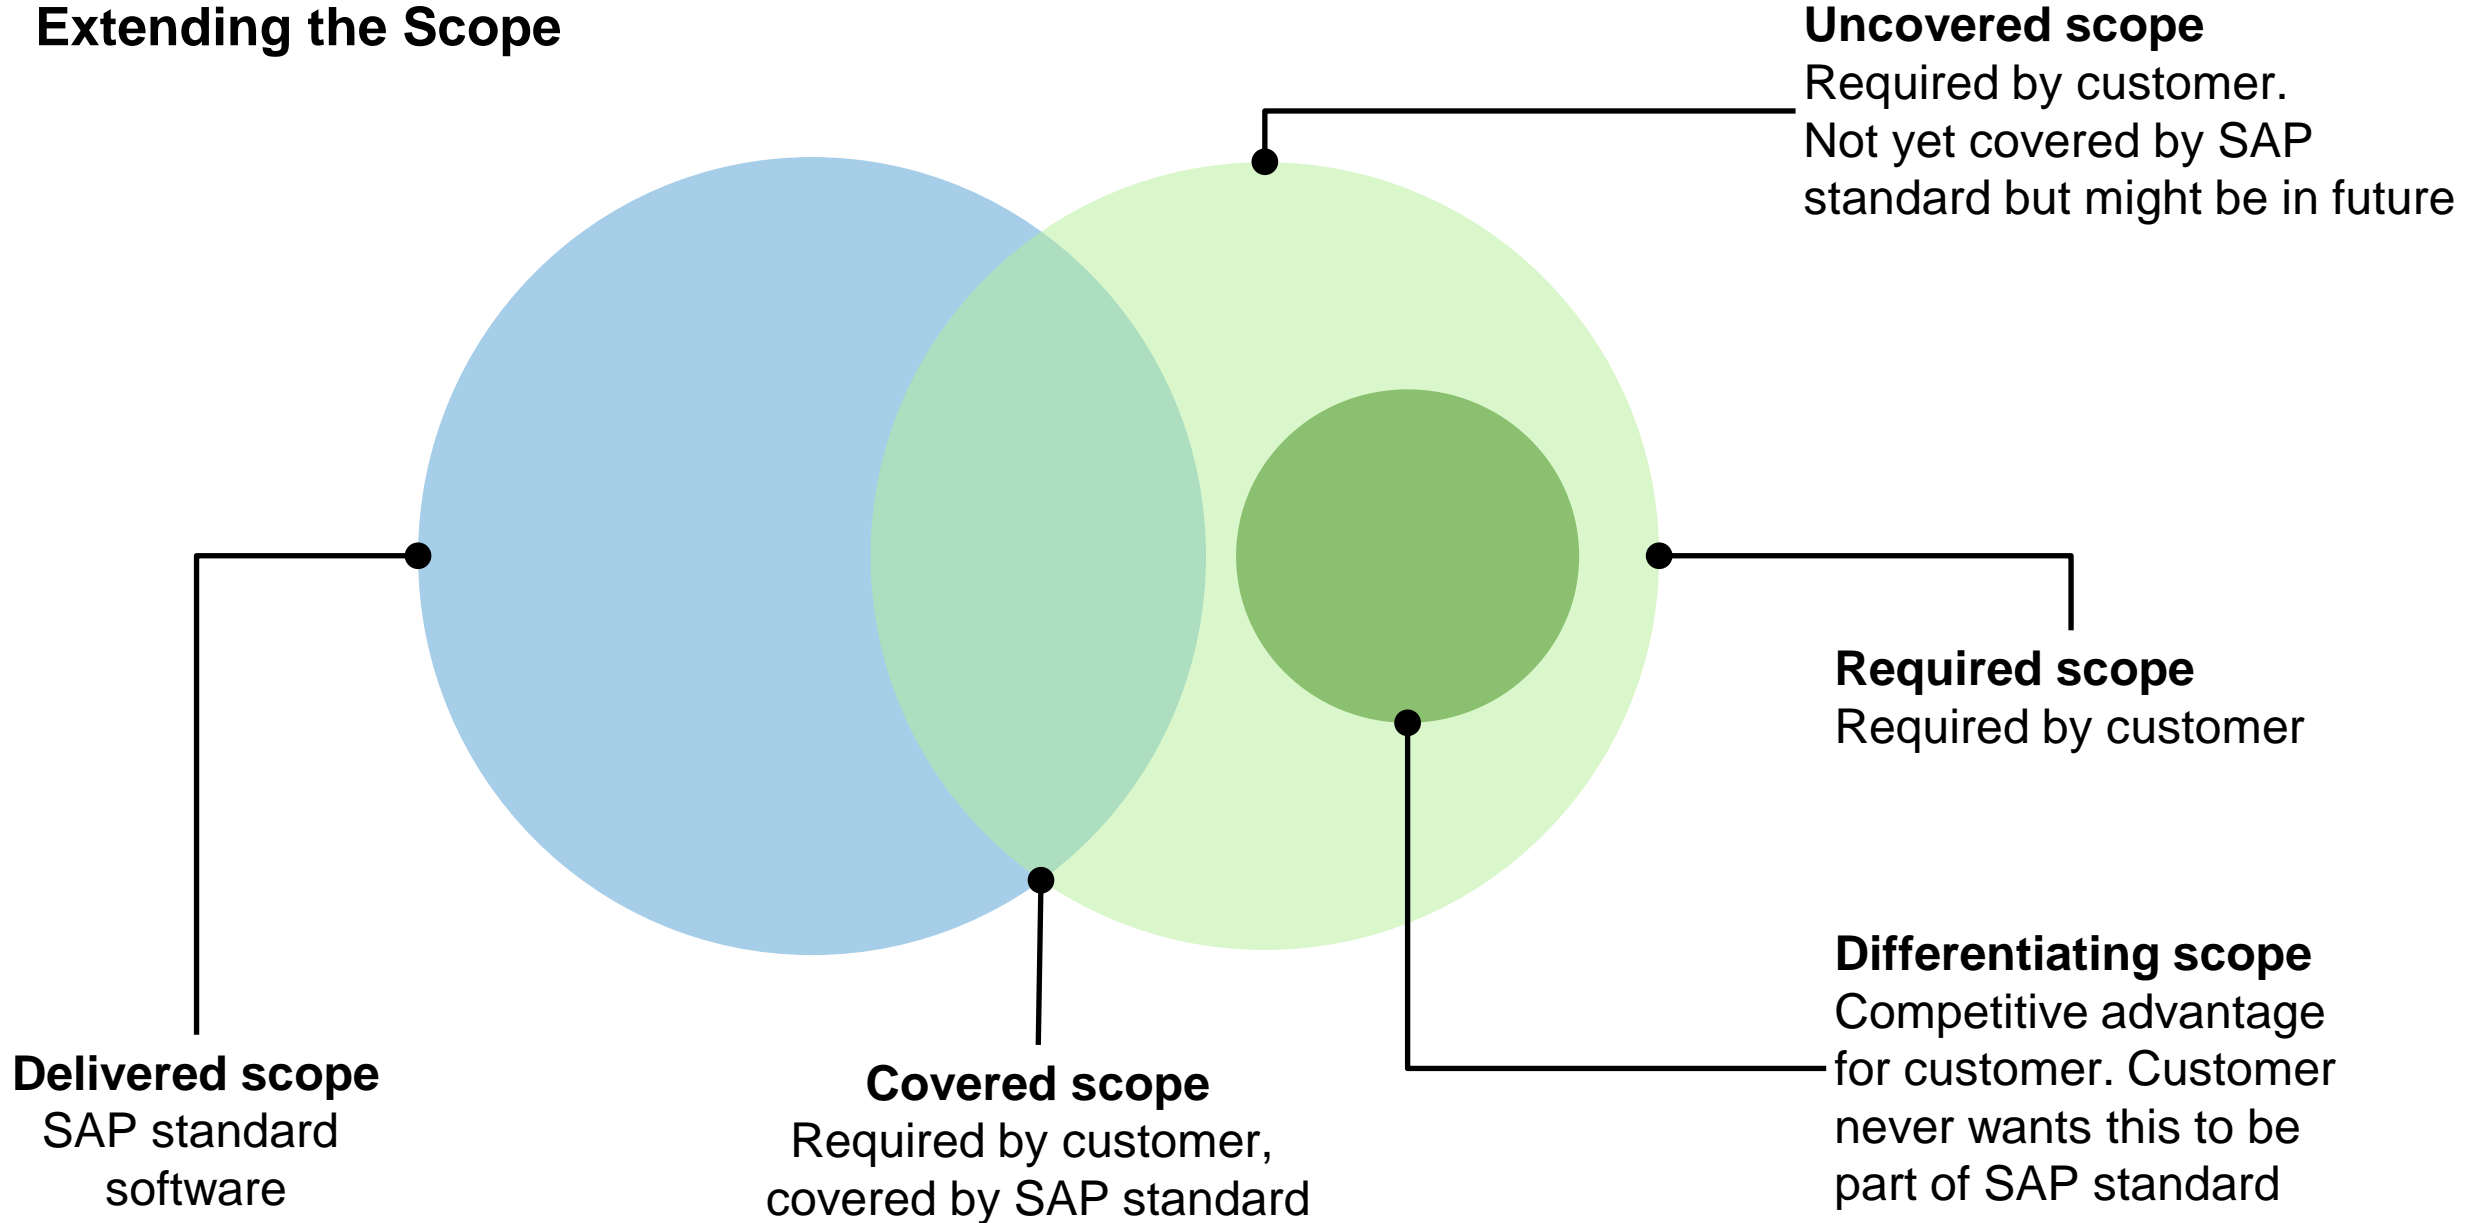 Extending the Scope
Uncovered scope
Required by customer.
Not yet covered by SAP
standard but might be in future
Required scope
Required by customer
Differentiating scope
Competitive advantage
for customer. Customer
never wants this to be
part of SAP standard
Delivered scope
SAP standard
software
Covered scope
Required by customer,
covered by SAP standard